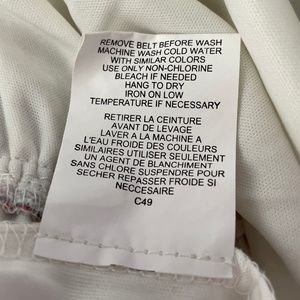 REMOVE BELT BEFORE WASH
MACHINE WASH COLD WATER
WITH SIMILAR COLORS
USE ONLY NON-CHLORINE
BLEACH IF NEEDED
HANG TO DRY
IRON ON LOW
TEMPERATURE IF NECESSARY
RETIRER LA CEINTURE
AVANT DE LEVAGE
LAVER A LA MACHINE A
L'EAU FROIDE DES COULEURS
SIMILAIRES UTILISER SEULEMENT
UN AGENT DE BLANCHIMENT
SANS CHLORE SUSPENDRE POUR
SECHER REPASSER FROIDE SI
NECCESAIRE
C49